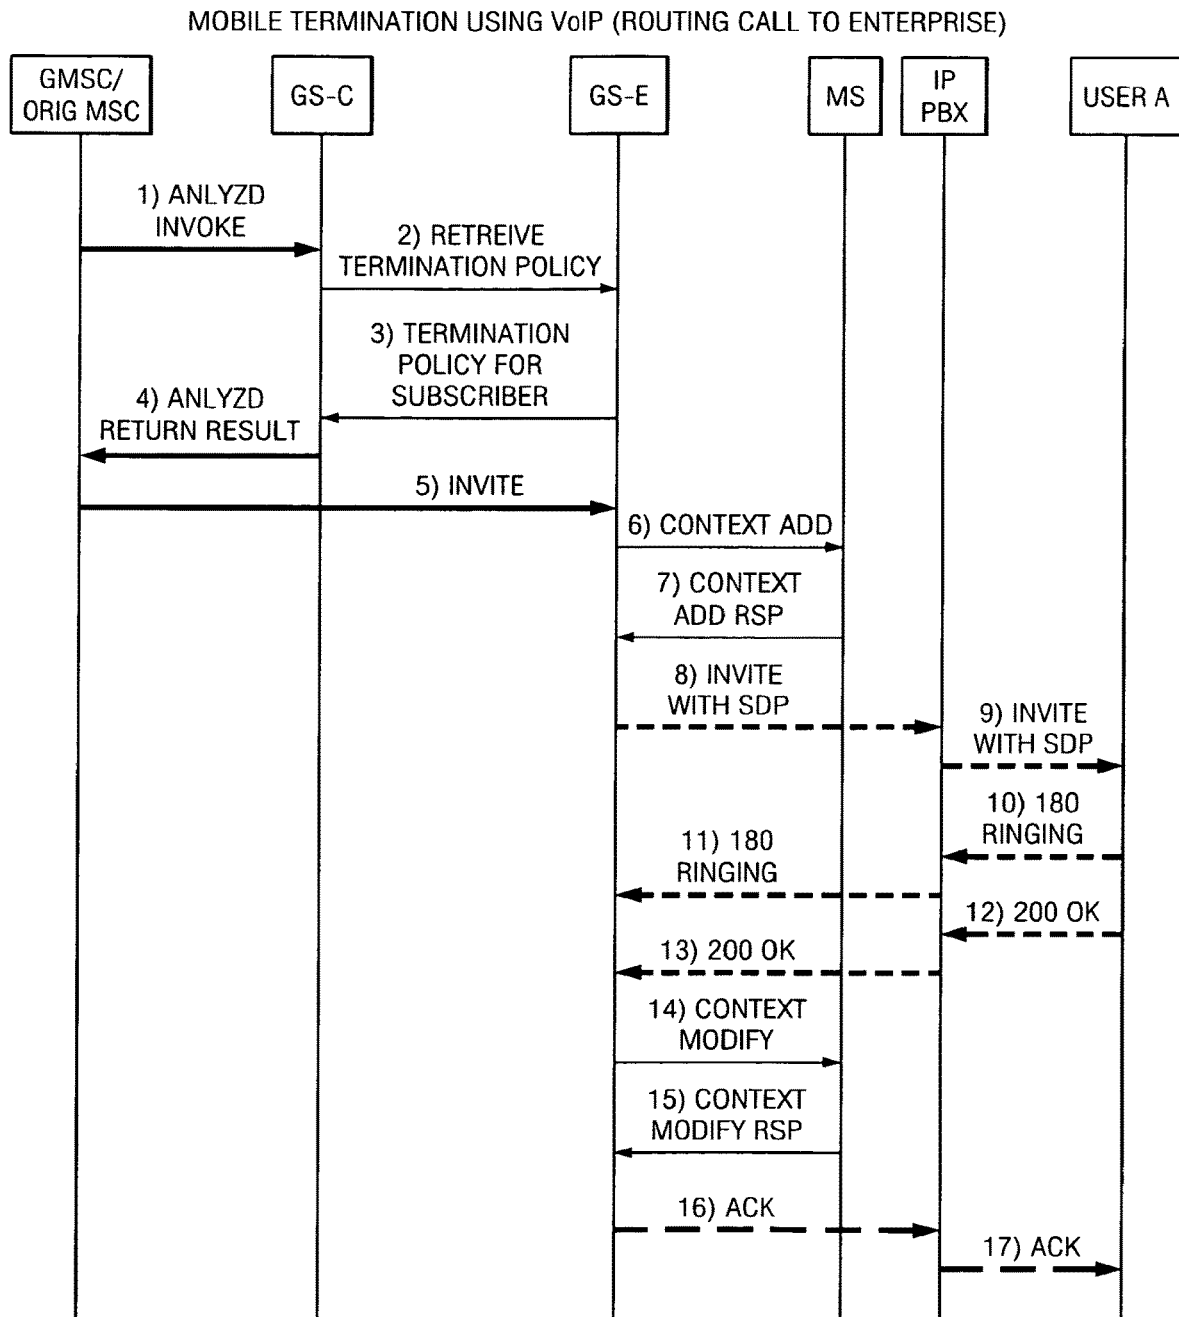 MOBILE TERMINATION USING VoIP (ROUTING CALL TO ENTERPRISE)
GMSC/
ORIG MSC
GS-C
GS-E
MS
IP
PBX
USER A
1) ANLYZD
INVOKE
2) RETREIVE
TERMINATION POLICY
3) TERMINATION
POLICY FOR
SUBSCRIBER
4) ANLYZD
RETURN RESULT
5) INVITE
6) CONTEXT ADD
7) CONTEXT
ADD RSP
8) INVITE
WITH SDP
9) INVITE
WITH SDP
10) 180
RINGING
11) 180
RINGING
12) 200 OK
13) 200 OK
14) CONTEXT
MODIFY
15) CONTEXT
MODIFY RSP
16) ACK
17) ACK